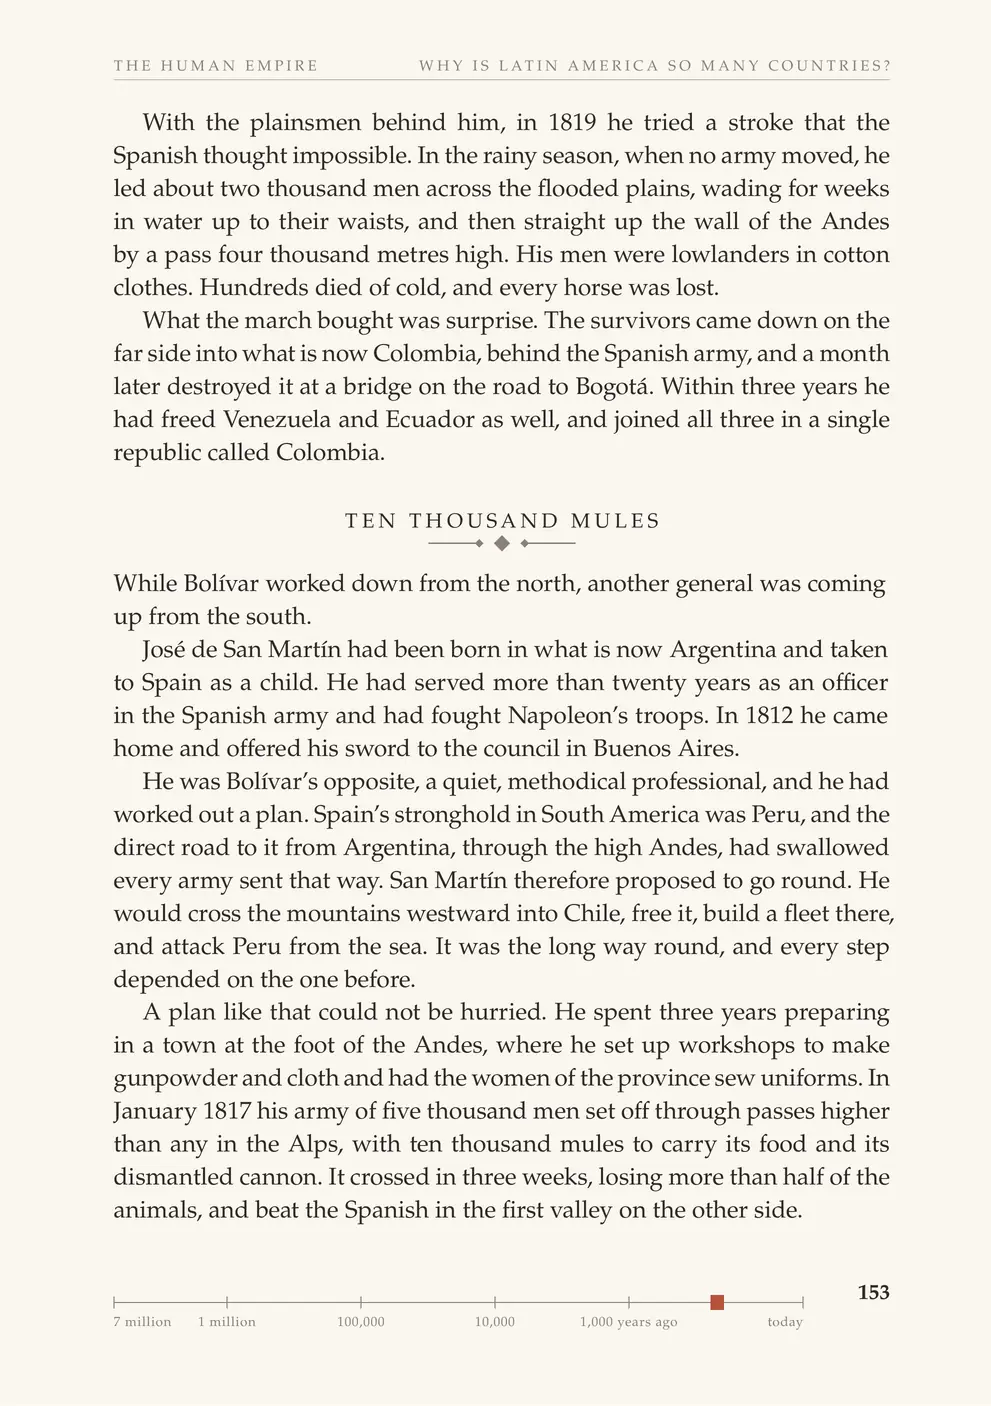 THE HUMAN EMPIRE
WHY IS LATIN AMERICA SO MANY COUNTRIES?
With the plainsmen behind him, in 1819 he tried a stroke that the
Spanish thought impossible. In the rainy season, when no army moved, he
led about two thousand men across the flooded plains, wading for weeks
in water up to their waists, and then straight up the wall of the Andes
by a pass four thousand metres high. His men were lowlanders in cotton
clothes. Hundreds died of cold, and every horse was lost.
What the march bought was surprise. The survivors came down on the
far side into what is now Colombia, behind the Spanish army, and a month
later destroyed it at a bridge on the road to Bogotá. Within three years he
had freed Venezuela and Ecuador as well, and joined all three in a single
republic called Colombia.
TEN THOUSAND MULES
While Bolívar worked down from the north, another general was coming
up from the south.
José de San Martín had been born in what is now Argentina and taken
to Spain as a child. He had served more than twenty years as an officer
in the Spanish army and had fought Napoleon’s troops. In 1812 he came
home and offered his sword to the council in Buenos Aires.
He was Bolívar’s opposite, a quiet, methodical professional, and he had
worked out a plan. Spain’s stronghold in South America was Peru, and the
direct road to it from Argentina, through the high Andes, had swallowed
every army sent that way. San Martín therefore proposed to go round. He
would cross the mountains westward into Chile, free it, build a fleet there,
and attack Peru from the sea. It was the long way round, and every step
depended on the one before.
A plan like that could not be hurried. He spent three years preparing
in a town at the foot of the Andes, where he set up workshops to make
gunpowder and cloth and had the women of the province sew uniforms. In
January 1817 his army of five thousand men set off through passes higher
than any in the Alps, with ten thousand mules to carry its food and its
dismantled cannon. It crossed in three weeks, losing more than half of the
animals, and beat the Spanish in the first valley on the other side.
153
7 million 1 million 100,000 10,000 1,000 years ago today